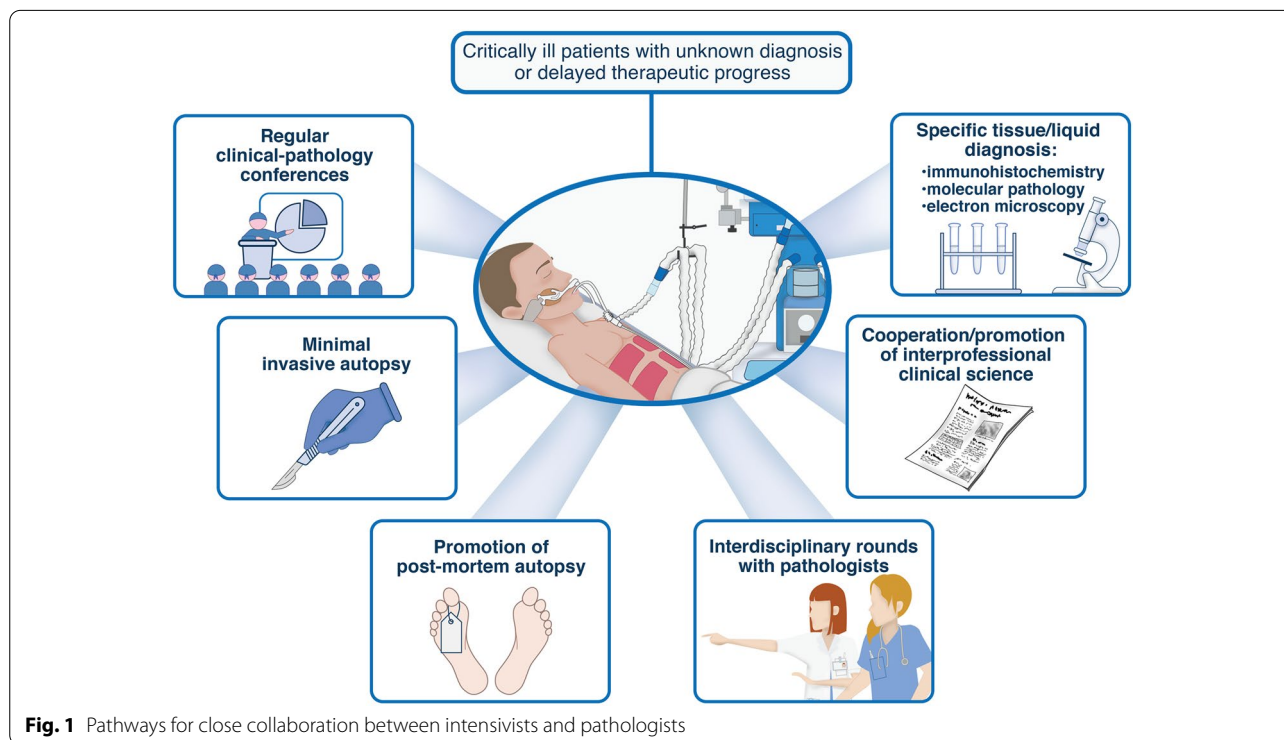 Critically ill patients with unknown diagnosis
or delayed therapeutic progress
Regular
clinical-pathology
conferences
Specific tissue/liquid
diagnosis:
•immunohistochemistry
•molecular pathology
•electron microscopy
Minimal
invasive autopsy
Cooperation/promotion
of interprofessional
clinical science
Promotion of
post-mortem autopsy
Interdisciplinary rounds
with pathologists
Fig. 1 Pathways for close collaboration between intensivists and pathologists